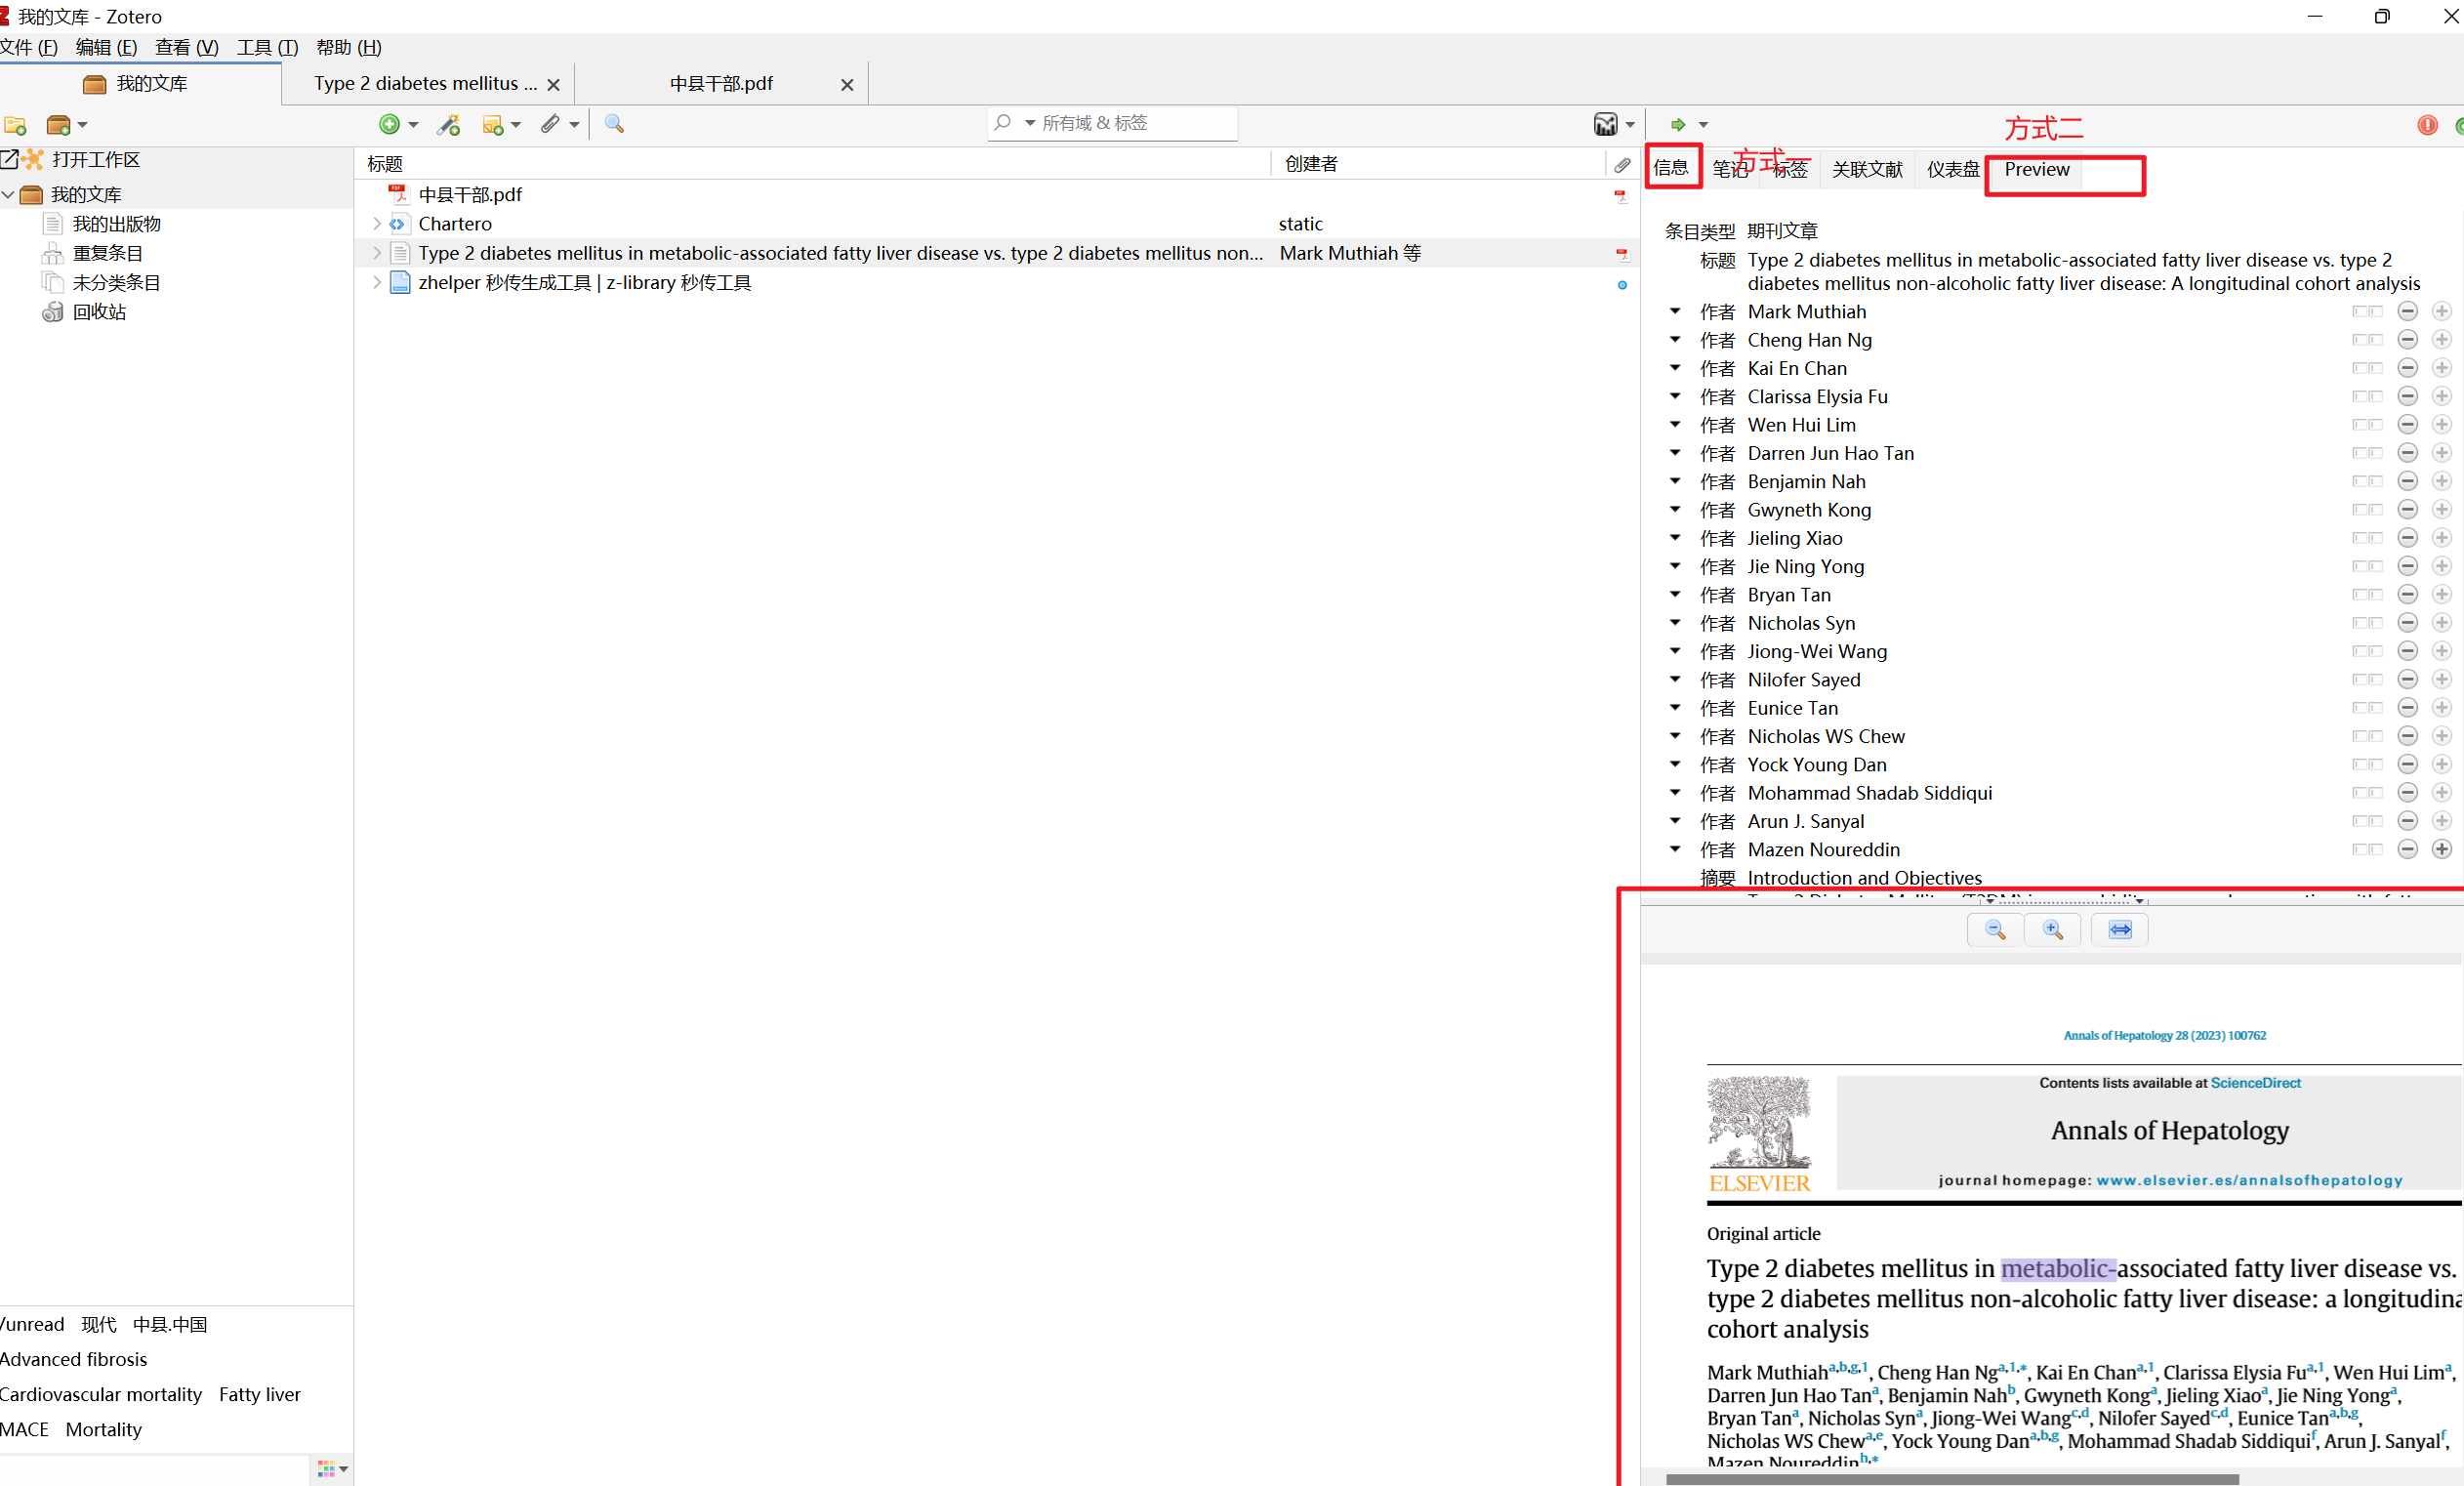 我的文库 - Zotero
文件 (F) 编辑 (E) 查看 (V) 工具 (T) 帮助 (H)
我的文库
Type 2 diabetes mellitus ...
中县干部.pdf
所有域 & 标签
打开工作区
我的文库
我的出版物
重复条目
未分类条目
回收站
标题 创建者
中县干部.pdf
Chartero static
Type 2 diabetes mellitus in metabolic-associated fatty liver disease vs. type 2 diabetes mellitus non... Mark Muthiah 等
zhelper 秒传生成工具 | z-library 秒传工具
/unread 现代 中县.中国
Advanced fibrosis
Cardiovascular mortality Fatty liver
MACE Mortality
方式二
方式一
信息 笔记 标签 关联文献 仪表盘 Preview
条目类型 期刊文章
标题 Type 2 diabetes mellitus in metabolic-associated fatty liver disease vs. type 2
diabetes mellitus non-alcoholic fatty liver disease: A longitudinal cohort analysis
作者 Mark Muthiah
作者 Cheng Han Ng
作者 Kai En Chan
作者 Clarissa Elysia Fu
作者 Wen Hui Lim
作者 Darren Jun Hao Tan
作者 Benjamin Nah
作者 Gwyneth Kong
作者 Jieling Xiao
作者 Jie Ning Yong
作者 Bryan Tan
作者 Nicholas Syn
作者 Jiong-Wei Wang
作者 Nilofer Sayed
作者 Eunice Tan
作者 Nicholas WS Chew
作者 Yock Young Dan
作者 Mohammad Shadab Siddiqui
作者 Arun J. Sanyal
作者 Mazen Noureddin
摘要 Introduction and Objectives
Annals of Hepatology 28 (2023) 100762
Contents lists available at ScienceDirect
Annals of Hepatology
journal homepage: www.elsevier.es/annalsofhepatology
ELSEVIER
Original article
Type 2 diabetes mellitus in metabolic-associated fatty liver disease vs.
type 2 diabetes mellitus non-alcoholic fatty liver disease: a longitudina
cohort analysis
Mark Muthiah a,b,g,1, Cheng Han Ng a,1,*, Kai En Chan a,1, Clarissa Elysia Fu a,1, Wen Hui Lim a,
Darren Jun Hao Tan a, Benjamin Nah b, Gwyneth Kong a, Jieling Xiao a, Jie Ning Yong a,
Bryan Tan a, Nicholas Syn a, Jiong-Wei Wang c,d, Nilofer Sayed c,d, Eunice Tan a,b,g,
Nicholas WS Chew a,e, Yock Young Dan a,b,g, Mohammad Shadab Siddiqui f, Arun J. Sanyal f,
Mazen Noureddin h,*